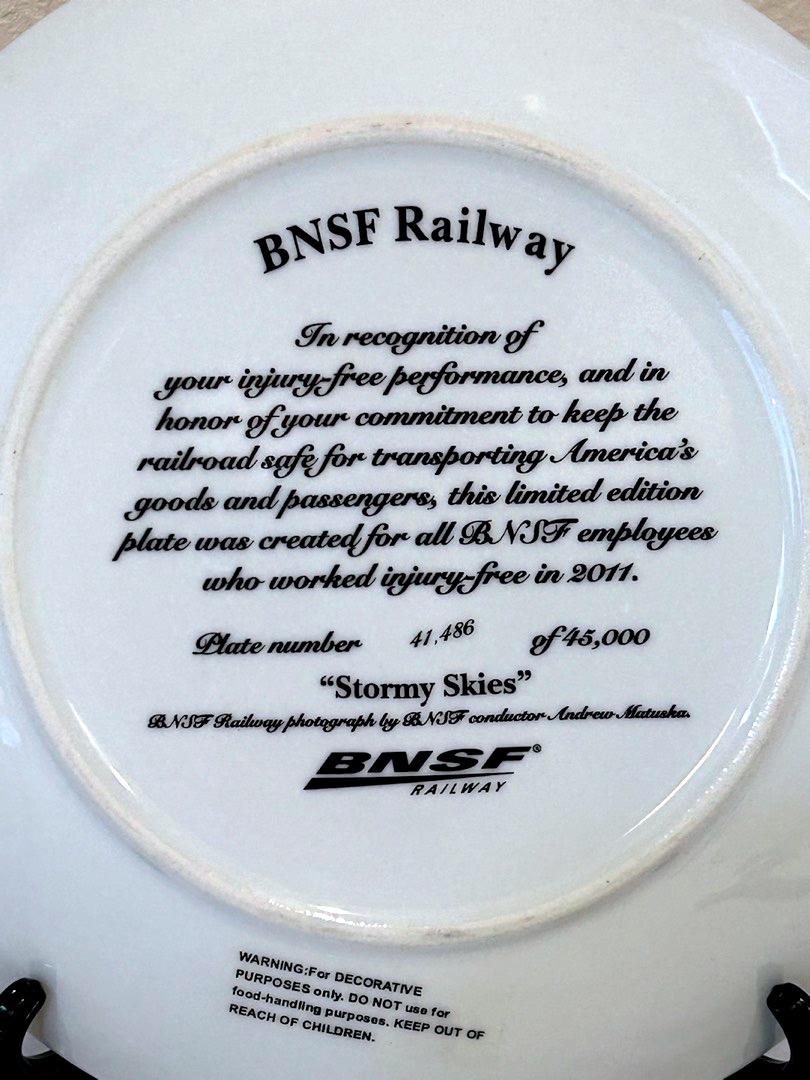 BNSF Railway
In recognition of
your injury-free performance, and in
honor of your commitment to keep the
railroad safe for transporting America's
goods and passengers, this limited edition
plate was created for all BNSF employees
who worked injury-free in 2011.
Plate number 41,486 of 45,000
“Stormy Skies”
BNSF Railway photograph by BNSF conductor Andrew Matuska.
BNSF®
RAILWAY
WARNING:For DECORATIVE
PURPOSES only. DO NOT use for
food-handling purposes. KEEP OUT OF
REACH OF CHILDREN.